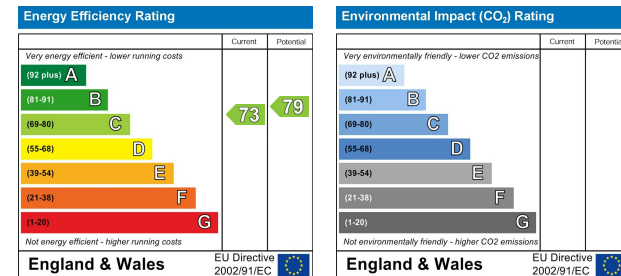 Energy Efficiency Rating
Current Potential
Very energy efficient - lower running costs
(92 plus) A
(81-91) B
(69-80) C
(55-68) D
(39-54) E
(21-38) F
(1-20) G
73 79
Not energy efficient - higher running costs
England & Wales
EU Directive
2002/91/EC
Environmental Impact (CO₂) Rating
Current Potentia
Very environmentally friendly - lower CO2 emissions
(92 plus) A
(81-91) B
(69-80) C
(55-68) D
(39-54) E
(21-38) F
(1-20) G
Not environmentally friendly - higher CO2 emissions
England & Wales
EU Directive
2002/91/EC